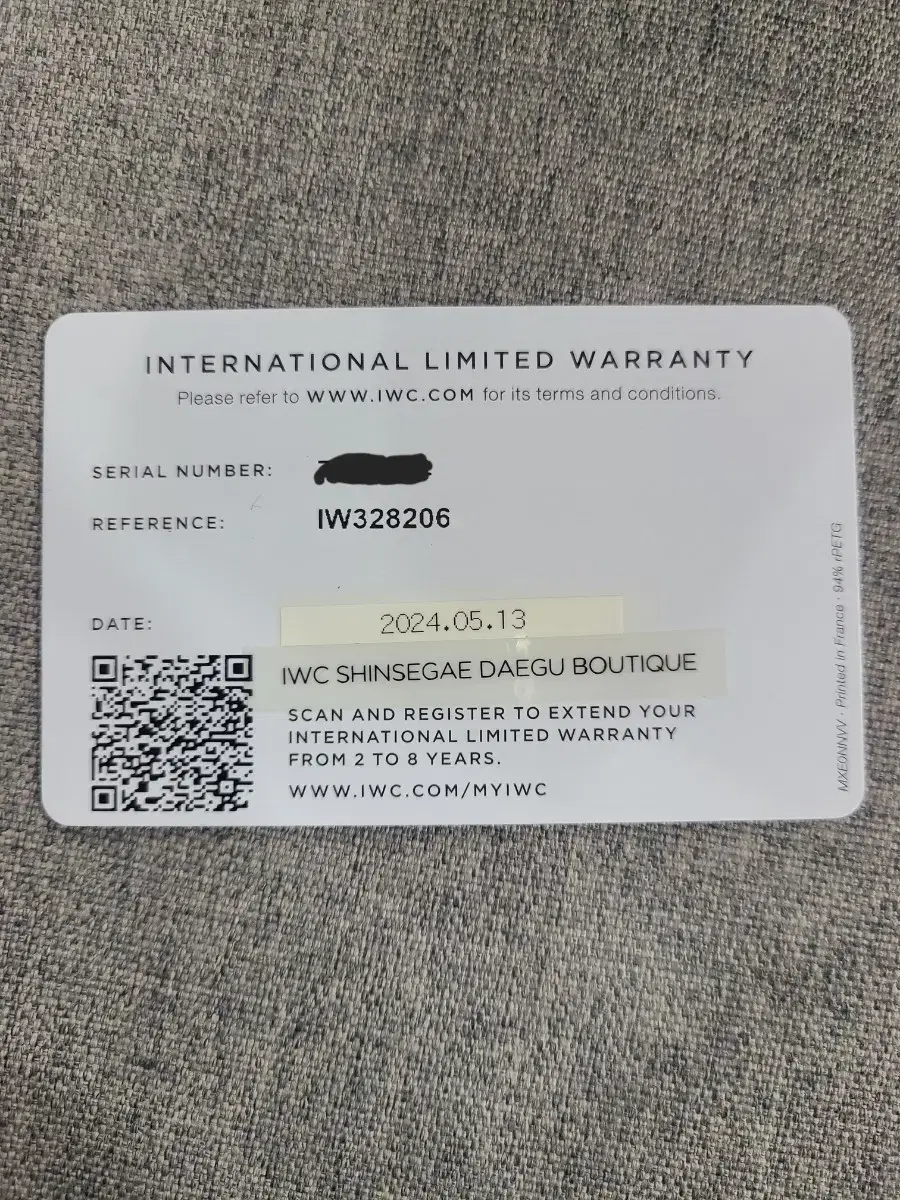 INTERNATIONAL LIMITED WARRANTY
Please refer to WWW.IWC.COM for its terms and conditions.
SERIAL NUMBER:
REFERENCE: IW328206
DATE: 2024.05.13
IWC SHINSEGAE DAEGU BOUTIQUE
SCAN AND REGISTER TO EXTEND YOUR
INTERNATIONAL LIMITED WARRANTY
FROM 2 TO 8 YEARS.
WWW.IWC.COM/MYIWC
Printed in France · 94% rPETG